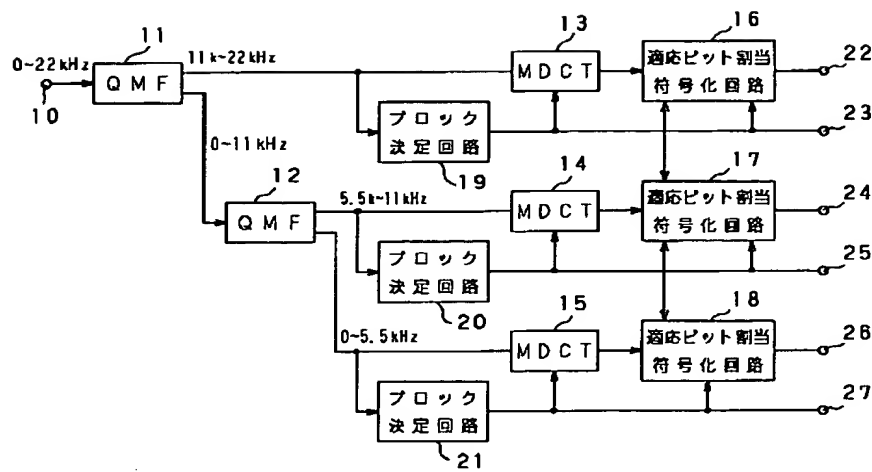 11
13
16
0~22kHz
QMF
11k~22kHz
MDCT
適応ビット割当
符号化回路
22
10
23
ブロック
決定回路
0~11kHz
19
12
14
17
QMF
5.5k~11kHz
MDCT
適応ビット割当
符号化回路
24
25
ブロック
決定回路
20
15
18
0~5.5kHz
MDCT
適応ビット割当
符号化回路
26
27
ブロック
決定回路
21